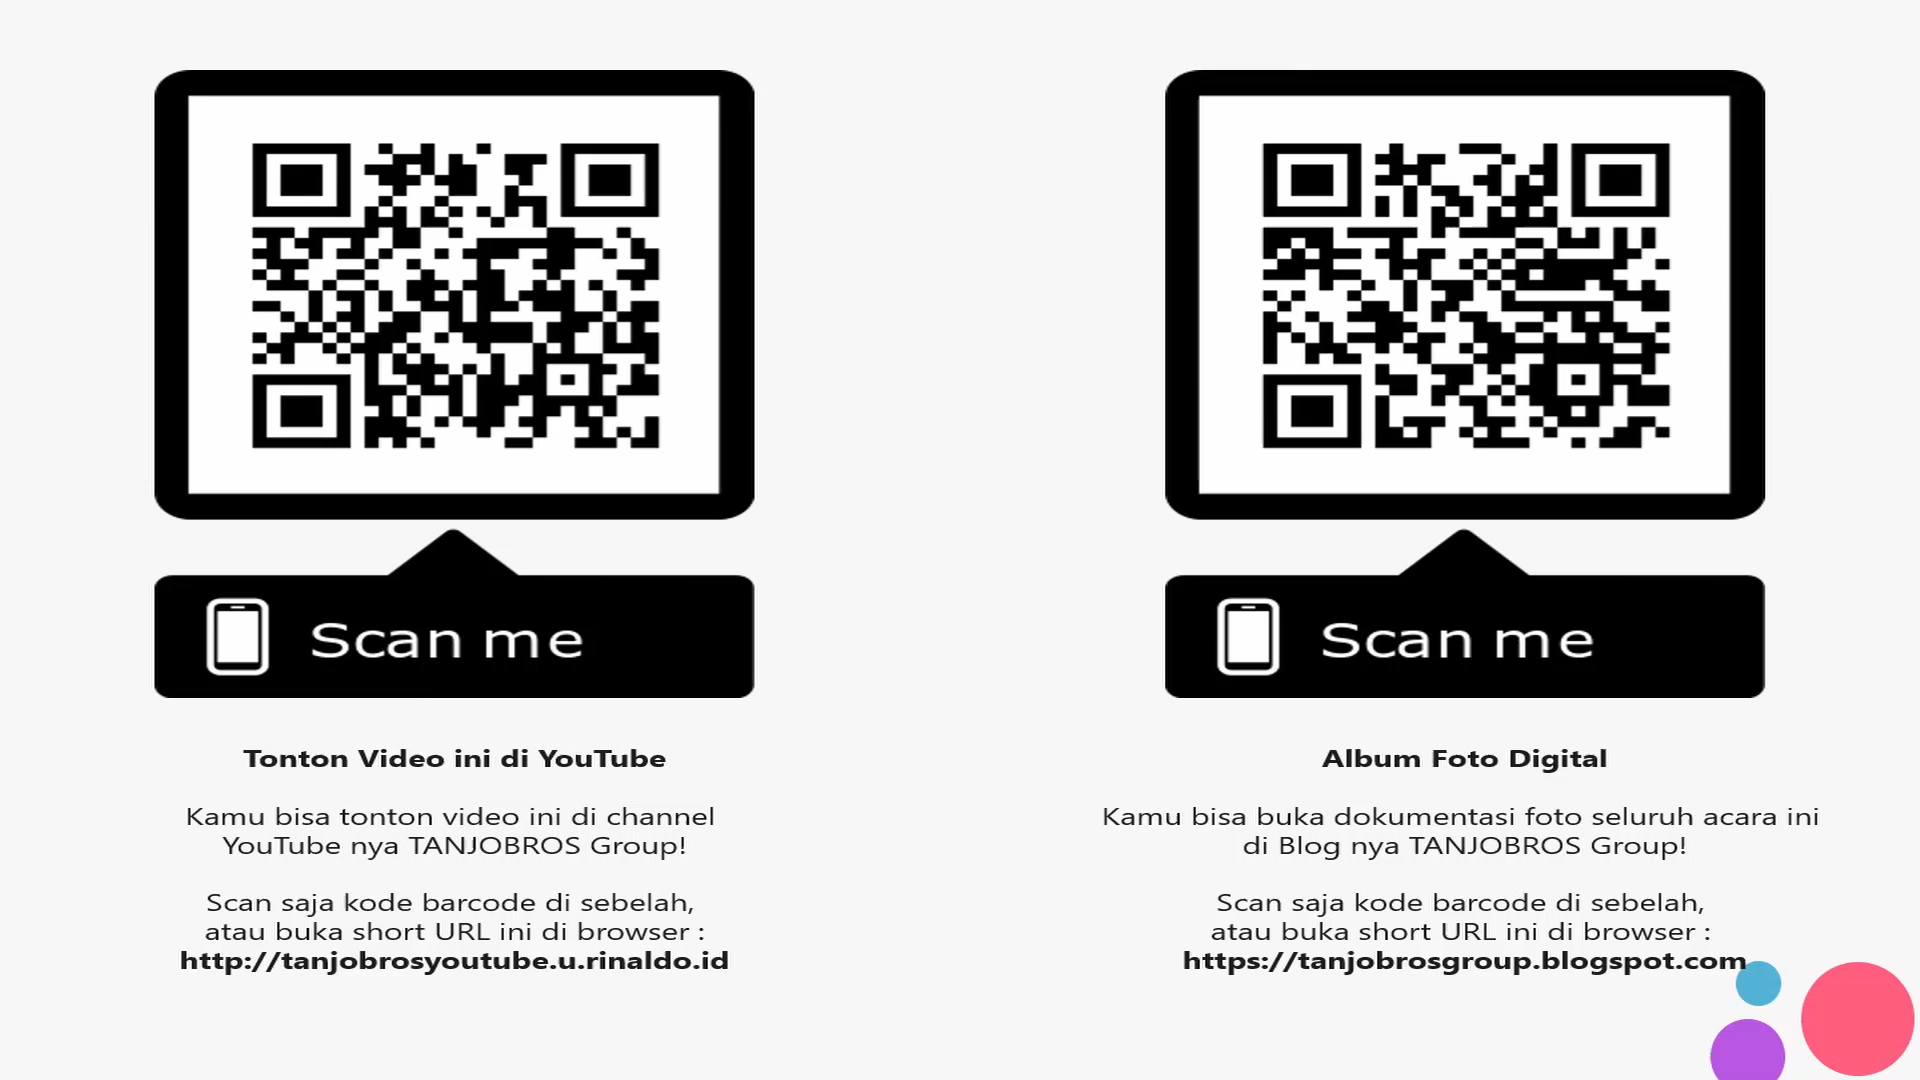 Scan me
Tonton Video ini di YouTube
Kamu bisa tonton video ini di channel
YouTube nya TANJOBROS Group!
Scan saja kode barcode di sebelah,
atau buka short URL ini di browser :
http://tanjobrosyoutube.u.rinaldo.id
Scan me
Album Foto Digital
Kamu bisa buka dokumentasi foto seluruh acara ini
di Blog nya TANJOBROS Group!
Scan saja kode barcode di sebelah,
atau buka short URL ini di browser :
https://tanjobrosgroup.blogspot.com